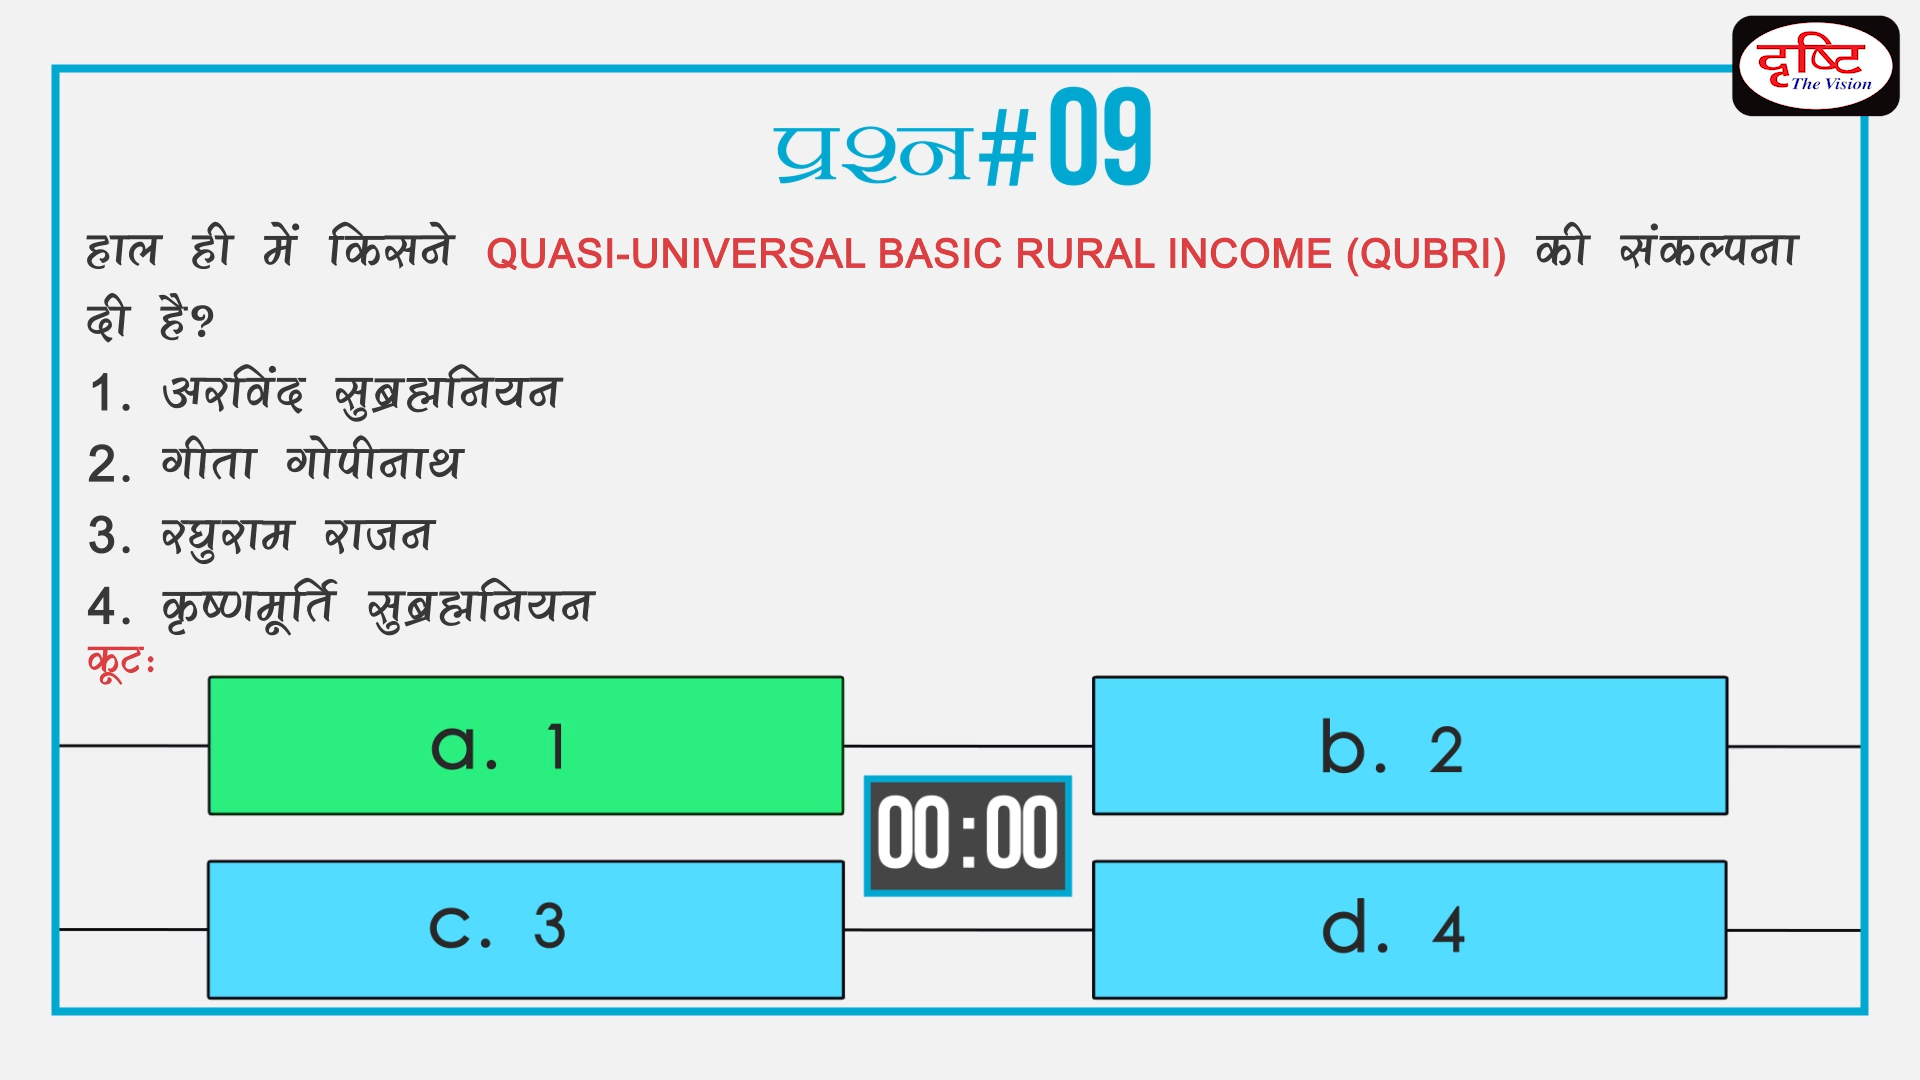 दृष्टि
The Vision
प्रश्न#09
हाल ही में किसने QUASI-UNIVERSAL BASIC RURAL INCOME (QUBRI) की संकल्पना
दी है?
1. अरविंद सुब्रह्मनियन
2. गीता गोपीनाथ
3. रघुराम राजन
4. कृष्णमूर्ति सुब्रह्मनियन
कूट:
a. 1
b. 2
00:00
c. 3
d. 4